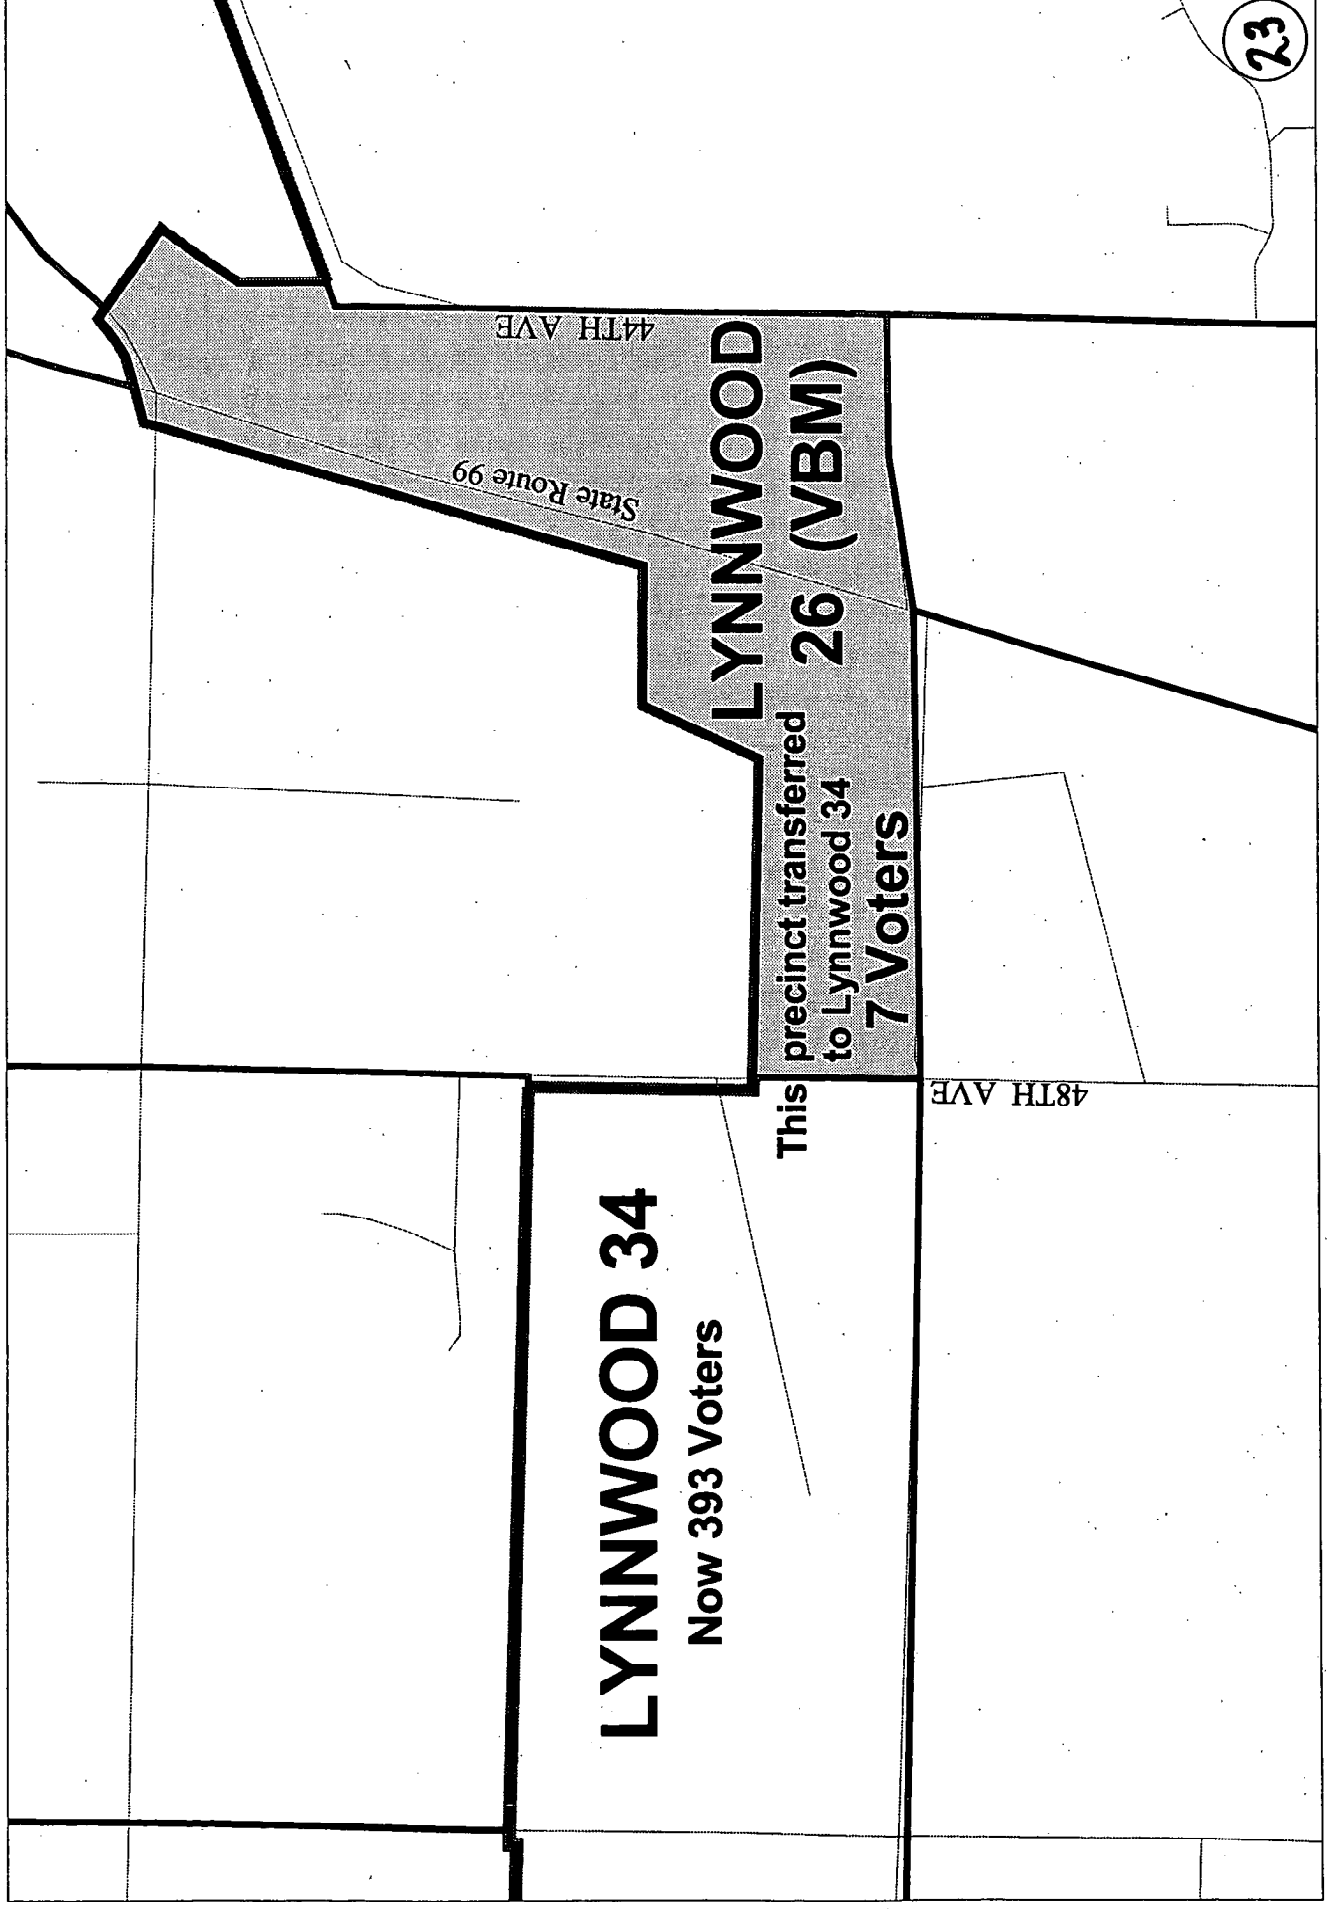 LYNNWOOD 34
Now 393 Voters
This precinct transferred
to Lynnwood 34
7 Voters
LYNNWOOD
26 (VBM)
State Route 99
44TH AVE
48TH AVE
23